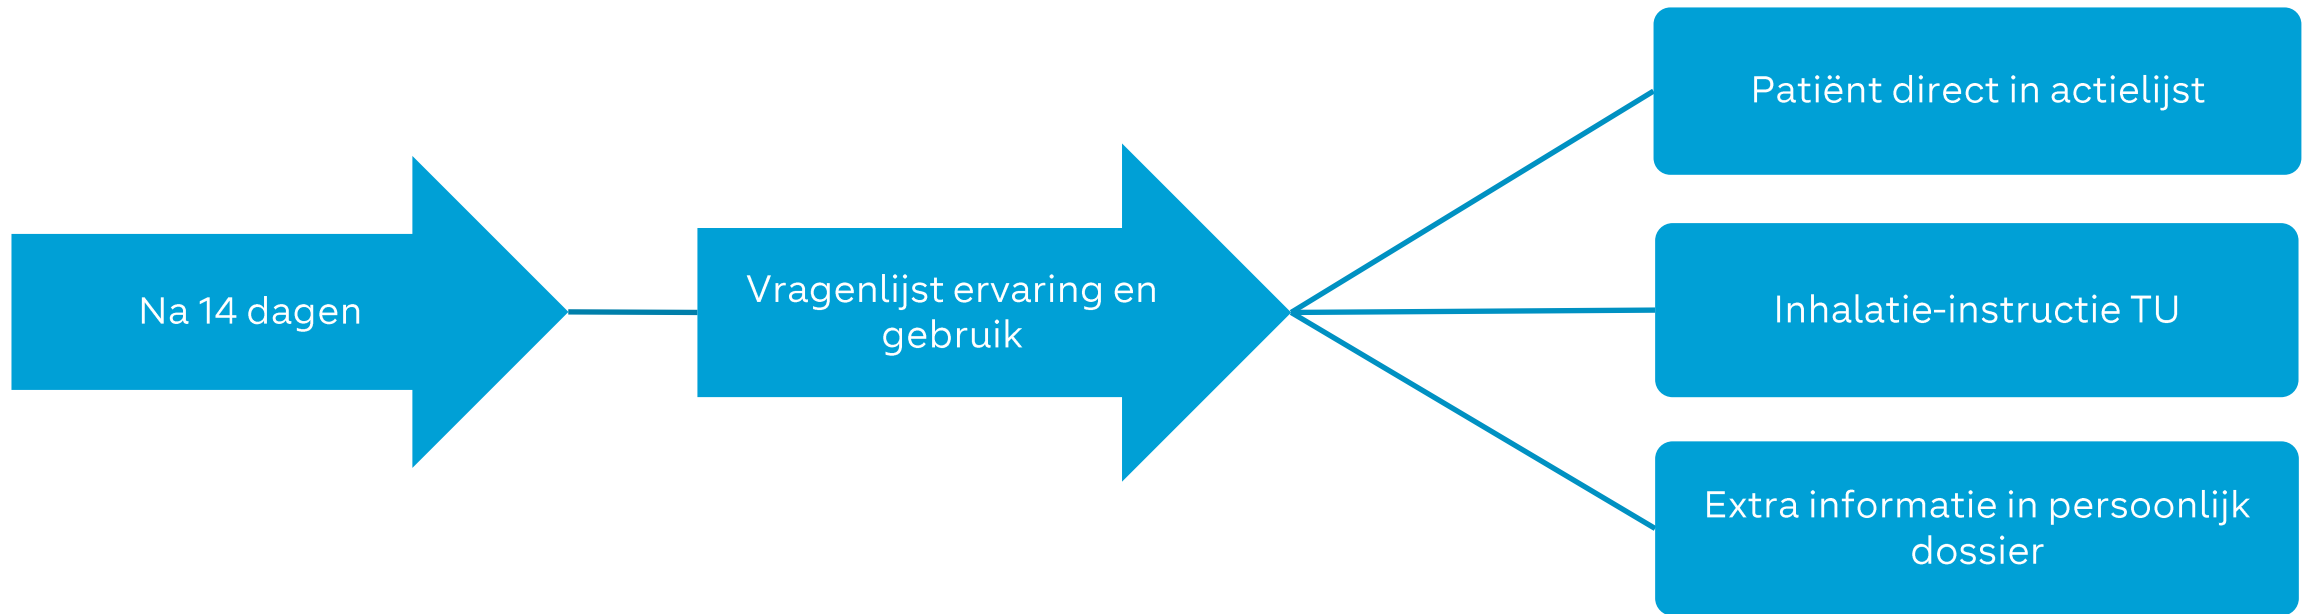 Na 14 dagen
Vragenlijst ervaring en
gebruik
Patiënt direct in actielijst
Inhalatie-instructie TU
Extra informatie in persoonlijk
dossier